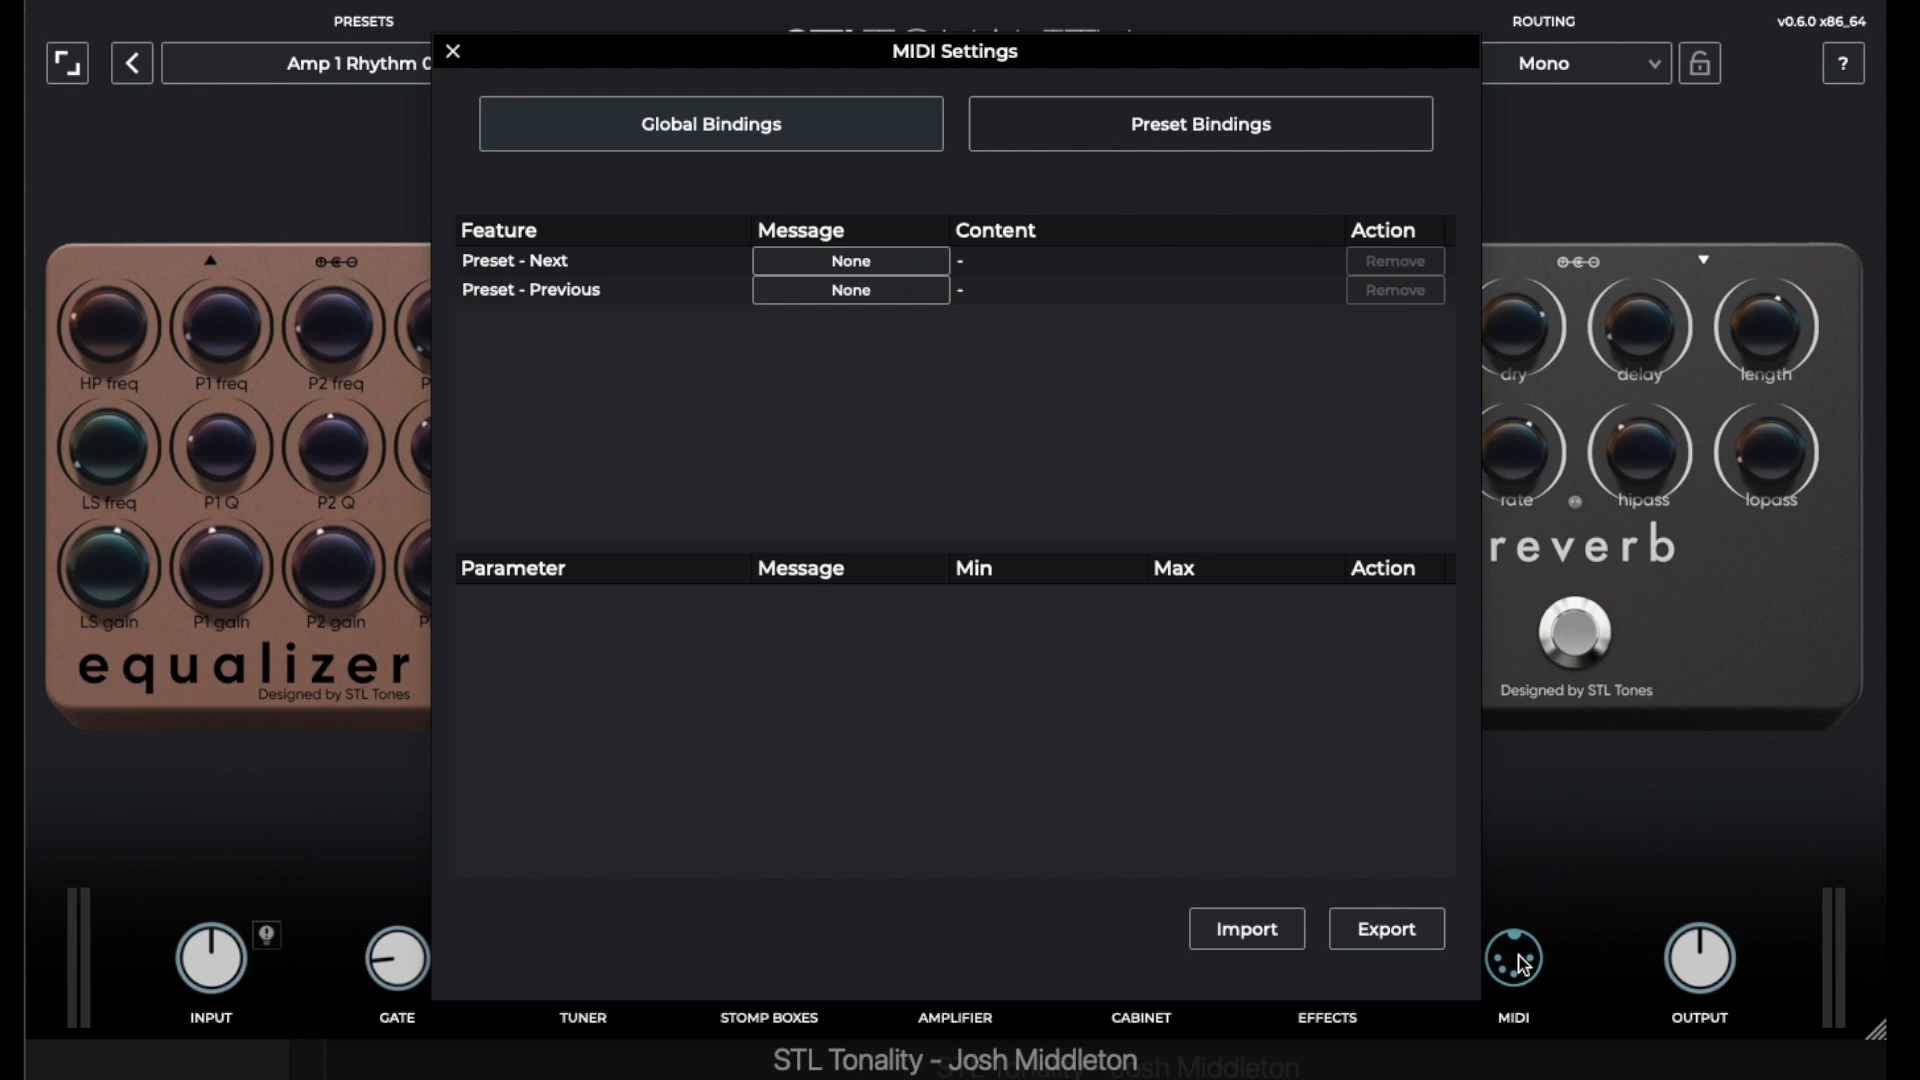 PRESETS
ROUTING
v0.6.0 x86_64
MIDI Settings
Amp 1 Rhythm
Mono
?
Global Bindings
Preset Bindings
Feature Message Content Action
Preset - Next None - Remove
Preset - Previous None - Remove
HP freq P1 freq P2 freq P
dry delay length
LS freq P1 Q P2 Q
rate hipass lopass
reverb
Parameter Message Min Max Action
LS gain P1 gain P2 gain P
equalizer
Designed by STL Tones
Designed by STL Tones
Import Export
INPUT GATE TUNER STOMP BOXES AMPLIFIER CABINET EFFECTS MIDI OUTPUT
STL Tonality - Josh Middleton